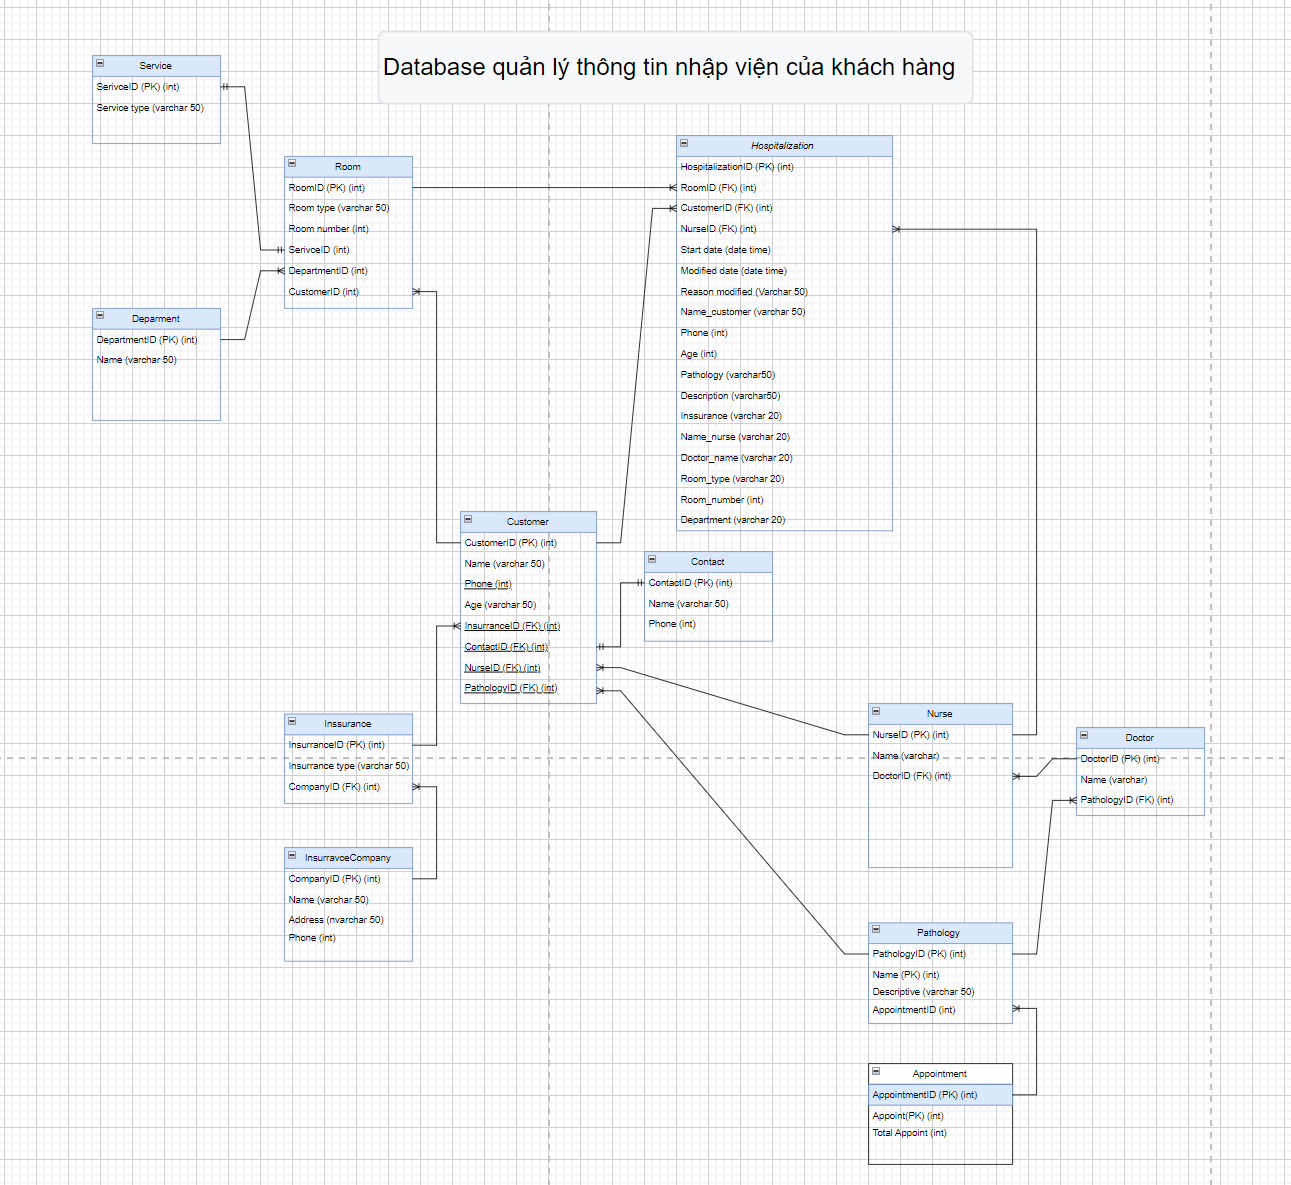 Database quản lý thông tin nhập viện của khách hàng
Service
SerivceID (PK) (int)
Service type (varchar 50)
Room
RoomID (PK) (int)
Room type (varchar 50)
Room number (int)
SerivceID (int)
DepartmentID (int)
CustomerID (int)
Hospitalization
HospitalizationID (PK) (int)
RoomID (FK) (int)
CustomerID (FK) (int)
NurseID (FK) (int)
Start date (date time)
Modified date (date time)
Reason modified (Varchar 50)
Name_customer (varchar 50)
Phone (int)
Age (int)
Pathology (varchar50)
Description (varchar50)
Inssurance (varchar 20)
Name_nurse (varchar 20)
Doctor_name (varchar 20)
Room_type (varchar 20)
Room_number (int)
Department (varchar 20)
Deparment
DepartmentID (PK) (int)
Name (varchar 50)
Customer
CustomerID (PK) (int)
Name (varchar 50)
Phone (int)
Age (varchar 50)
InsurranceID (FK) (int)
ContactID (FK) (int)
NurseID (FK) (int)
PathologyID (FK) (int)
Contact
ContactID (PK) (int)
Name (varchar 50)
Phone (int)
Inssurance
InsurranceID (PK) (int)
Insurrance type (varchar 50)
CompanyID (FK) (int)
Nurse
NurseID (PK) (int)
Name (varchar)
DoctorID (FK) (int)
Doctor
DoctorID (PK) (int)
Name (varchar)
PathologyID (FK) (int)
InsurravceCompany
CompanyID (PK) (int)
Name (varchar 50)
Address (nvarchar 50)
Phone (int)
Pathology
PathologyID (PK) (int)
Name (PK) (int)
Descriptive (varchar 50)
AppointmentID (int)
Appointment
AppointmentID (PK) (int)
Appoint(PK) (int)
Total Appoint (int)